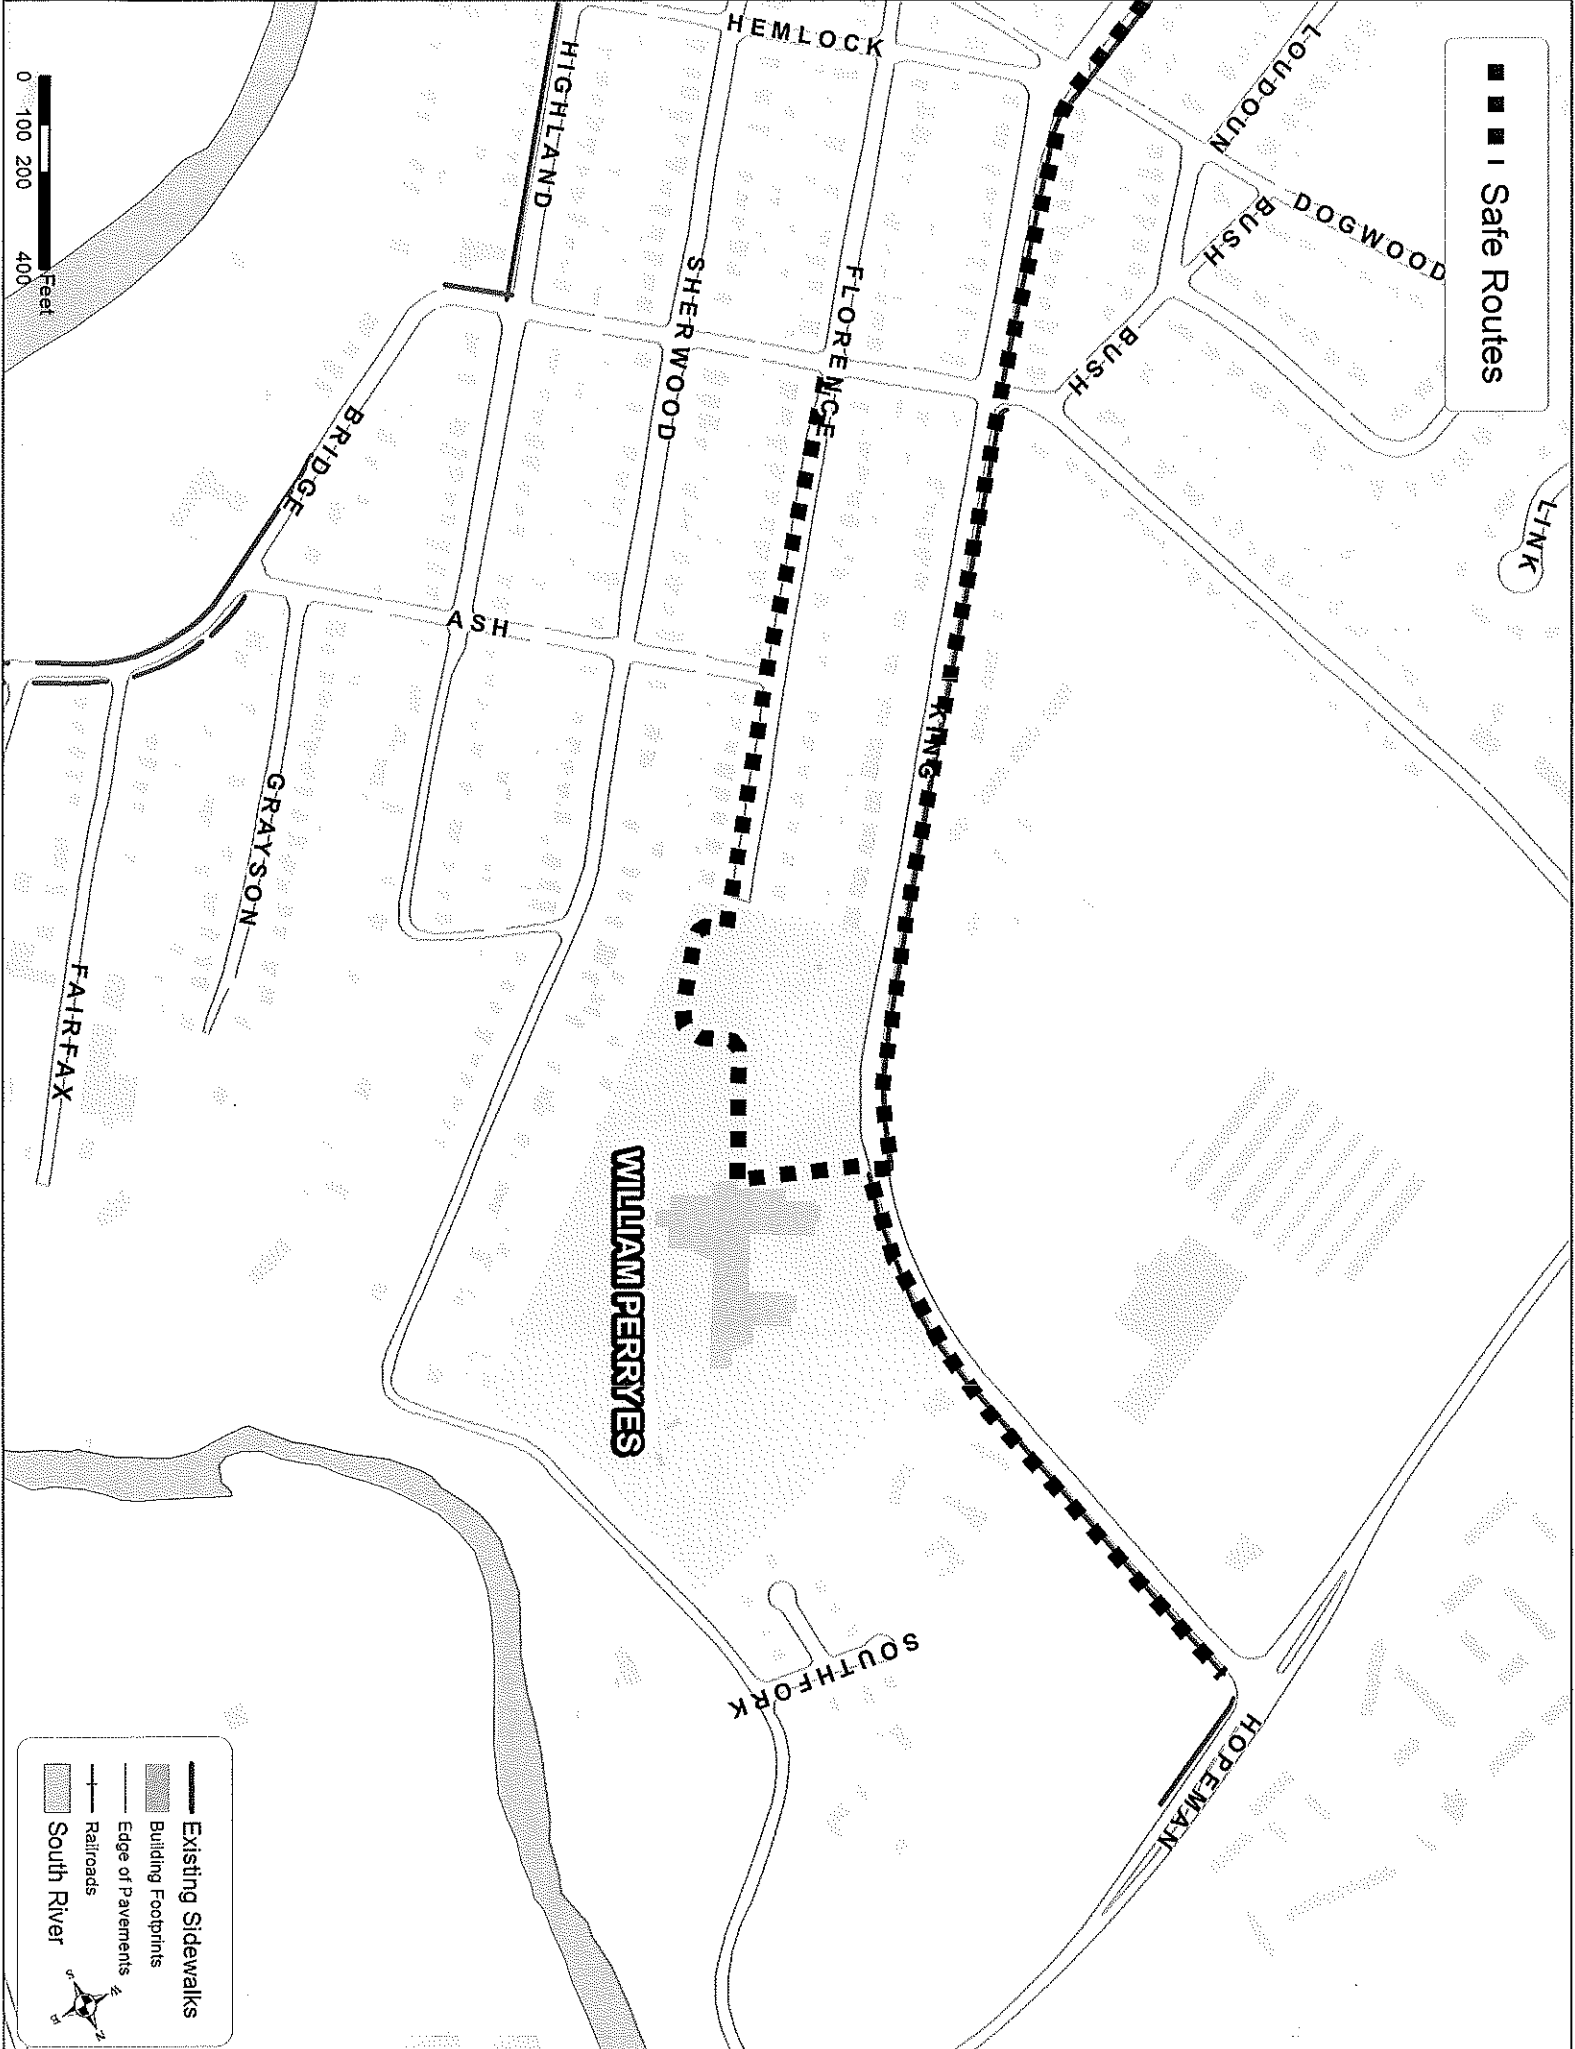 Safe Routes
LOUDOUN
DOGWOOD
BUSH
BUSH
LINK
HEMLOCK
HIGHLAND
SHERWOOD
FLORENCE
KING
BRIDGE
ASH
GRAYSON
FAIRFAX
WILLIAM PERRY ES
SOUTHFORK
HOPEMAN
0 100 200 400
Feet
Existing Sidewalks
Building Footprints
Edge of Pavements
Railroads
South River
N
E
S
W